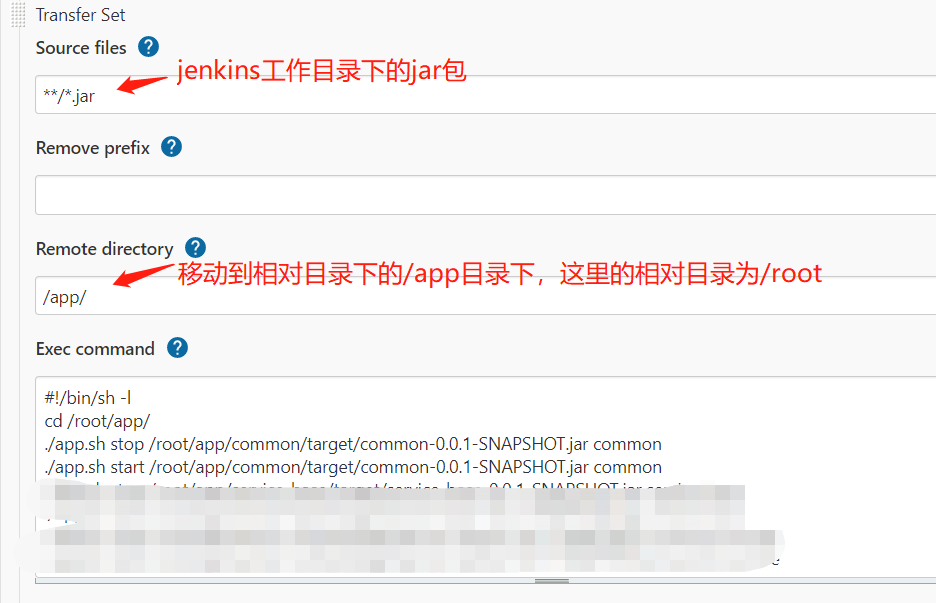 Transfer Set
Source files ?
jenkins工作目录下的jar包
**/*.jar
Remove prefix ?
Remote directory ?
移动到相对目录下的/app目录下，这里的相对目录为/root
/app/
Exec command ?
#!/bin/sh -l
cd /root/app/
./app.sh stop /root/app/common/target/common-0.0.1-SNAPSHOT.jar common
./app.sh start /root/app/common/target/common-0.0.1-SNAPSHOT.jar common